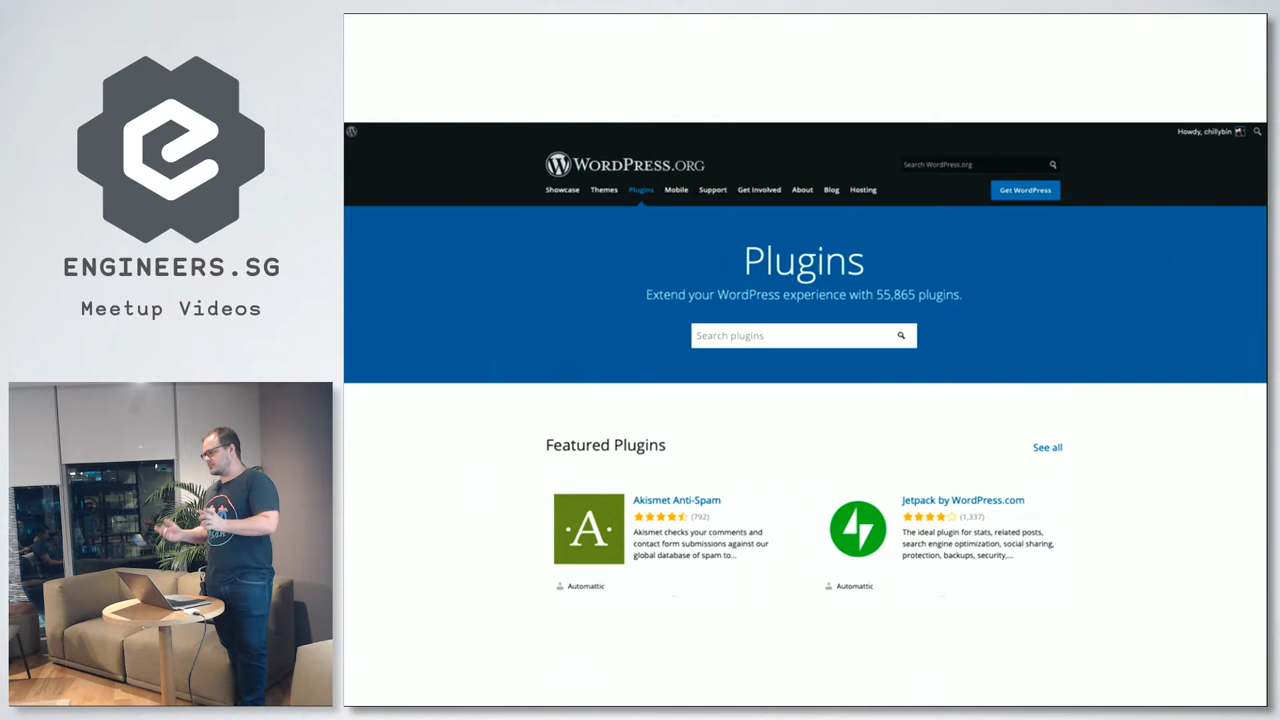 ENGINEERS.SG
Meetup Videos
Howdy, chillybin
WORDPRESS.ORG
Search WordPress.org
Showcase Themes Plugins Mobile Support Get Involved About Blog Hosting
Get WordPress
Plugins
Extend your WordPress experience with 55,865 plugins.
Search plugins
Featured Plugins
See all
Akismet Anti-Spam
(792)
Akismet checks your comments and
contact form submissions against our
global database of spam to...
Automattic
Jetpack by WordPress.com
(1,337)
The ideal plugin for stats, related posts,
search engine optimization, social sharing,
protection, backups, security,...
Automattic